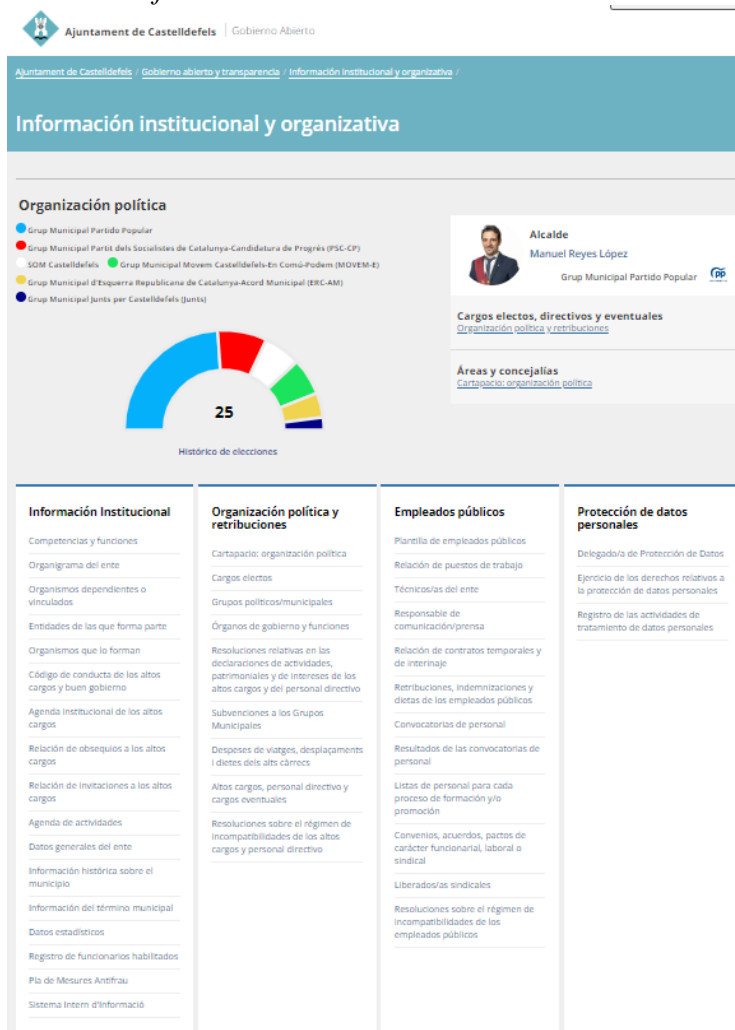 Ajuntament de Castelldefels | Gobierno Abierto
Ajuntament de Castelldefels / Gobierno abierto y transparencia / Información institucional y organizativa /
Información institucional y organizativa
Organización política
Grup Municipal Partido Popular
Grup Municipal Partit dels Socialistes de Catalunya-Candidatura de Progrés (PSC-CP)
SOM Castelldefels Grup Municipal Movem Castelldefels-En Comú-Podem (MOVEM-E)
Grup Municipal d'Esquerra Republicana de Catalunya-Acord Municipal (ERC-AM)
Grup Municipal Junts per Castelldefels (Junts)
25
Histórico de elecciones
Alcalde
Manuel Reyes López
Grup Municipal Partido Popular
Cargos electos, directivos y eventuales
Organización política y retribuciones
Áreas y concejalías
Cartapacio: organización política
Información Institucional
Competencias y funciones
Organigrama del ente
Organismos dependientes o
vinculados
Entidades de las que forma parte
Organismos que lo forman
Código de conducta de los altos
cargos y buen gobierno
Agenda institucional de los altos
cargos
Relación de obsequios a los altos
cargos
Relación de invitaciones a los altos
cargos
Agenda de actividades
Datos generales del ente
Información histórica sobre el
municipio
Información del término municipal
Datos estadísticos
Registro de funcionarios habilitados
Pla de Mesures Antifrau
Sistema Intern d'Informació
Organización política y
retribuciones
Cartapacio: organización política
Cargos electos
Grupos políticos/municipales
Órganos de gobierno y funciones
Resoluciones relativas en las
declaraciones de actividades,
patrimoniales y de intereses de los
altos cargos y del personal directivo
Subvenciones a los Grupos
Municipales
Despeses de viatges, desplaçaments
i dietes dels alts càrrecs
Altos cargos, personal directivo y
cargos eventuales
Resoluciones sobre el régimen de
incompatibilidades de los altos
cargos y personal directivo
Empleados públicos
Plantilla de empleados públicos
Relación de puestos de trabajo
Técnicos/as del ente
Responsable de
comunicación/prensa
Relación de contratos temporales y
de interinaje
Retribuciones, indemnizaciones y
dietas de los empleados públicos
Convocatorias de personal
Resultados de las convocatorias de
personal
Listas de personal para cada
proceso de formación y/o
promoción
Convenios, acuerdos, pactos de
carácter funcionarial, laboral o
sindical
Liberados/as sindicales
Resoluciones sobre el régimen de
incompatibilidades de los
empleados públicos
Protección de datos
personales
Delegado/a de Protección de Datos
Ejercicio de los derechos relativos a
la protección de datos personales
Registro de las actividades de
tratamiento de datos personales